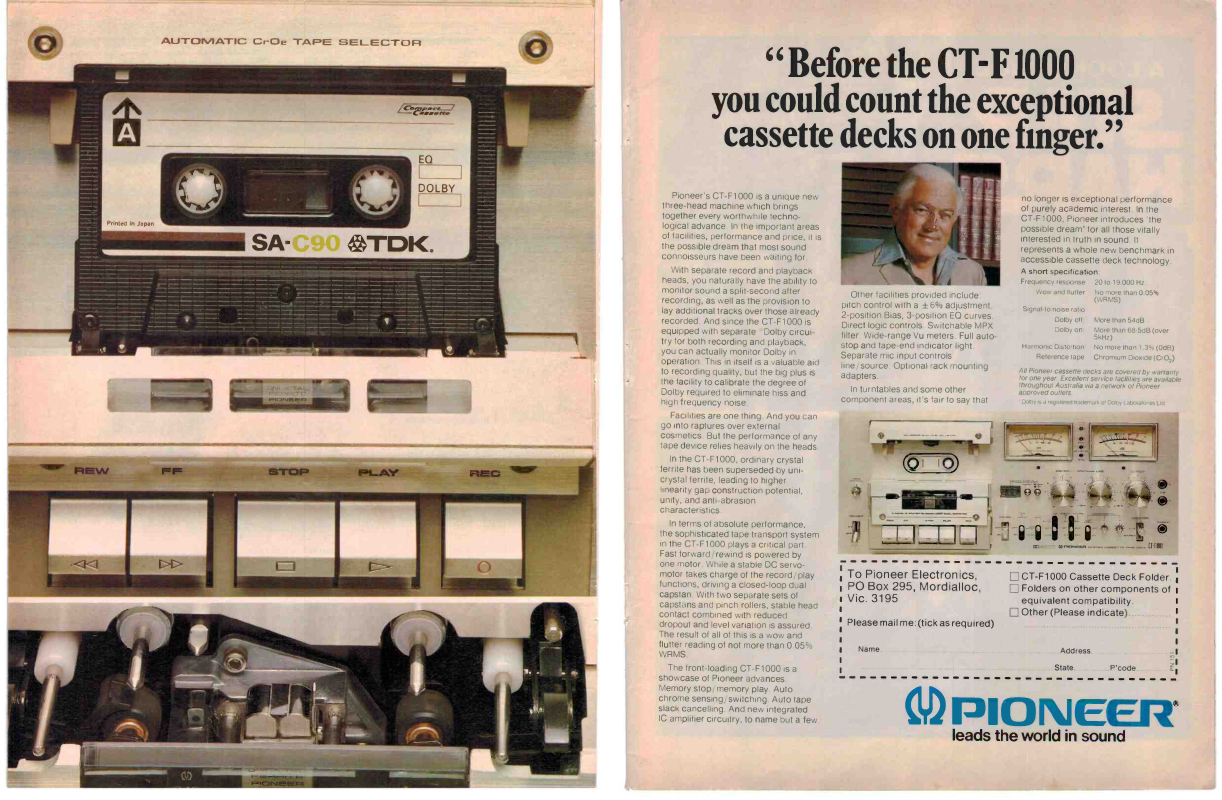 AUTOMATIC CrO2 TAPE SELECTOR
A
Compact
Cassette
EQ
DOLBY
Printed in Japan
SA-C90 TDK.
PIONEER
REW FF STOP PLAY REC
PIONEER
“Before the CT-F1000
you could count the exceptional
cassette decks on one finger.”
Pioneer's CT-F1000 is a unique new
three-head machine which brings
together every worthwhile techno-
logical advance. In the important areas
of facilities, performance and price, it is
the possible dream that most sound
connoisseurs have been waiting for.
With separate record and playback
heads, you naturally have the ability to
monitor sound a split-second after
recording, as well as the provision to
lay additional tracks over those already
recorded. And since the CT-F1000 is
equipped with separate *Dolby circui-
try for both recording and playback,
you can actually monitor Dolby in
operation. This in itself is a valuable aid
to recording quality, but the big plus is
the facility to calibrate the degree of
Dolby required to eliminate hiss and
high frequency noise.
Facilities are one thing. And you can
go into raptures over external
cosmetics. But the performance of any
tape device relies heavily on the heads.
In the CT-F1000, ordinary crystal
ferrite has been superseded by uni-
crystal ferrite, leading to higher
linearity gap construction potential,
unity, and anti-abrasion
characteristics.
In terms of absolute performance,
the sophisticated tape transport system
in the CT-F1000 plays a critical part.
Fast forward/rewind is powered by
one motor. While a stable DC servo-
motor takes charge of the record/play
functions, driving a closed-loop dual
capstan. With two separate sets of
capstans and pinch rollers, stable head
contact combined with reduced
dropout and level variation is assured.
The result of all of this is a wow and
flutter reading of not more than 0.05%
WRMS.
The front-loading CT-F1000 is a
showcase of Pioneer advances.
Memory stop/memory play. Auto
chrome sensing/switching. Auto tape
slack cancelling. And new integrated
IC amplifier circuitry, to name but a few.
Other facilities provided include
pitch control with a ±6% adjustment.
2-position Bias, 3-position EQ curves.
Direct logic controls. Switchable MPX
filter. Wide-range Vu meters. Full auto-
stop and tape-end indicator light.
Separate mic input controls
line/source. Optional rack mounting
adapters.
In turntables and some other
component areas, it's fair to say that
no longer is exceptional performance
of purely academic interest. In the
CT-F1000, Pioneer introduces 'the
possible dream' for all those vitally
interested in truth in sound. It
represents a whole new benchmark in
accessible cassette deck technology.
A short specification:
Frequency response 20 to 19,000 Hz.
Wow and flutter No more than 0.05%
(WRMS)
Signal-to noise ratio
Dolby off: More than 54dB
Dolby on: More than 68.5dB (over
5kHz)
Harmonic Distortion No more than 1.3% (0dB)
Reference tape Chromium Dioxide (CrO2)
All Pioneer cassette decks are covered by warranty
for one year. Excellent service facilities are available
throughout Australia via a network of Pioneer
approved outlets.
*Dolby is a registered trademark of Dolby Laboratories Ltd.
PIONEER
To Pioneer Electronics,
PO Box 295, Mordialloc,
Vic. 3195
Please mail me: (tick as required)
CT-F1000 Cassette Deck Folder.
Folders on other components of
equivalent compatibility.
Other (Please indicate)
Name Address
State P'code
PIONEER®
leads the world in sound